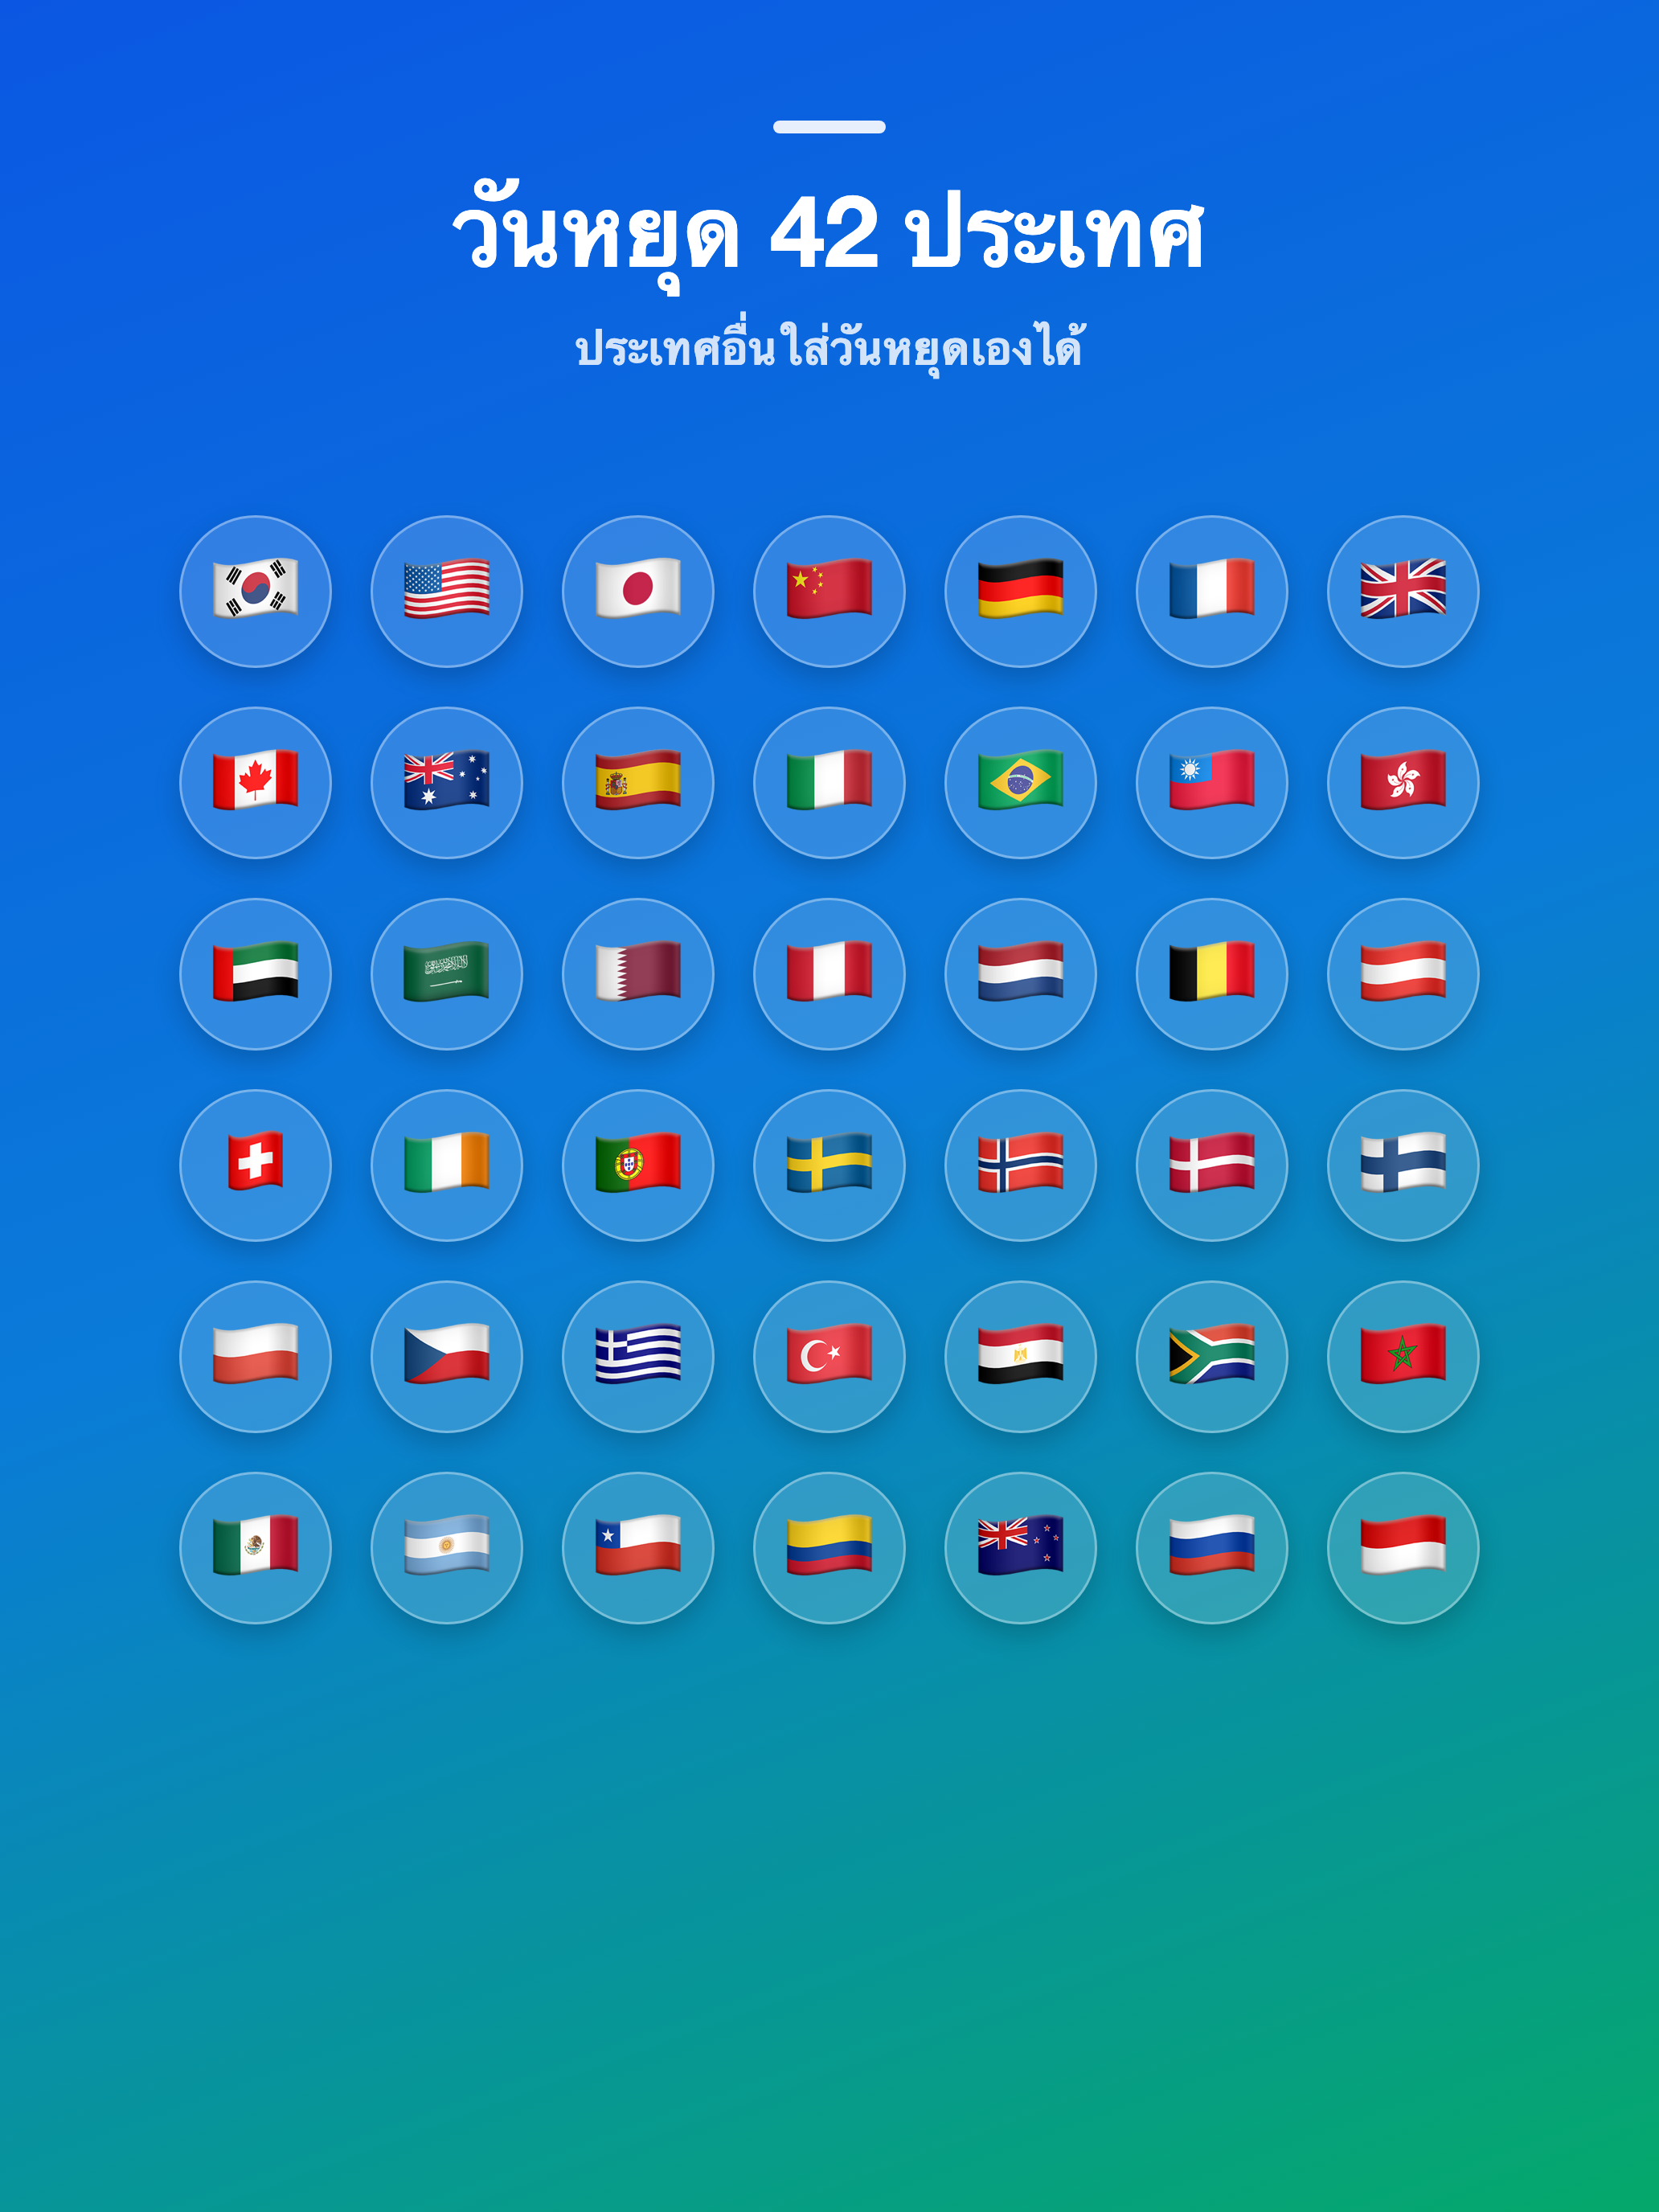 วันหยุด 42 ประเทศ
ประเทศอื่น ใส่วันหยุดเองได้